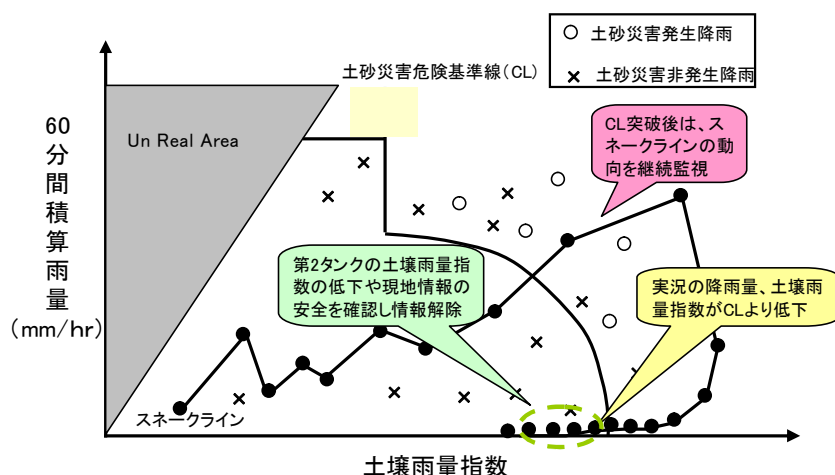 ○ 土砂災害発生降雨
× 土砂災害非発生降雨
土砂災害危険基準線(CL)
Un Real Area
CL突破後は、ス
ネークラインの動
向を継続監視
60分間積算雨量
(mm/hr)
第2タンクの土壌雨量指
数の低下や現地情報の
安全を確認し情報解除
実況の降雨量、土壌雨
量指数がCLより低下
スネークライン
土壌雨量指数